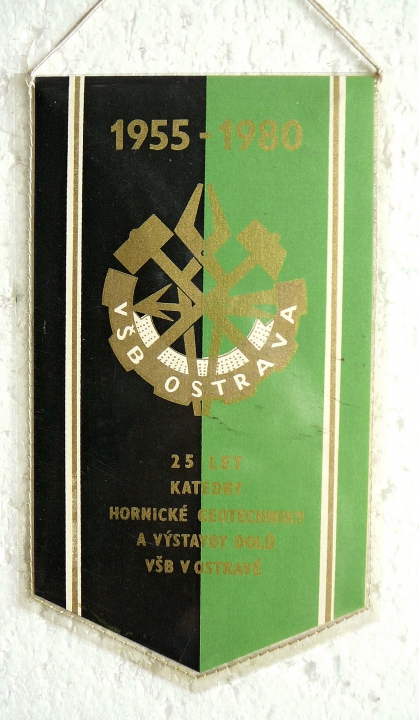 1955 - 1980
VŠB OSTRAVA
25 LET
KATEDRY
HORNICKÉ GEOTECHNIKY
A VÝSTAVBY DOLŮ
VŠB V OSTRAVĚ